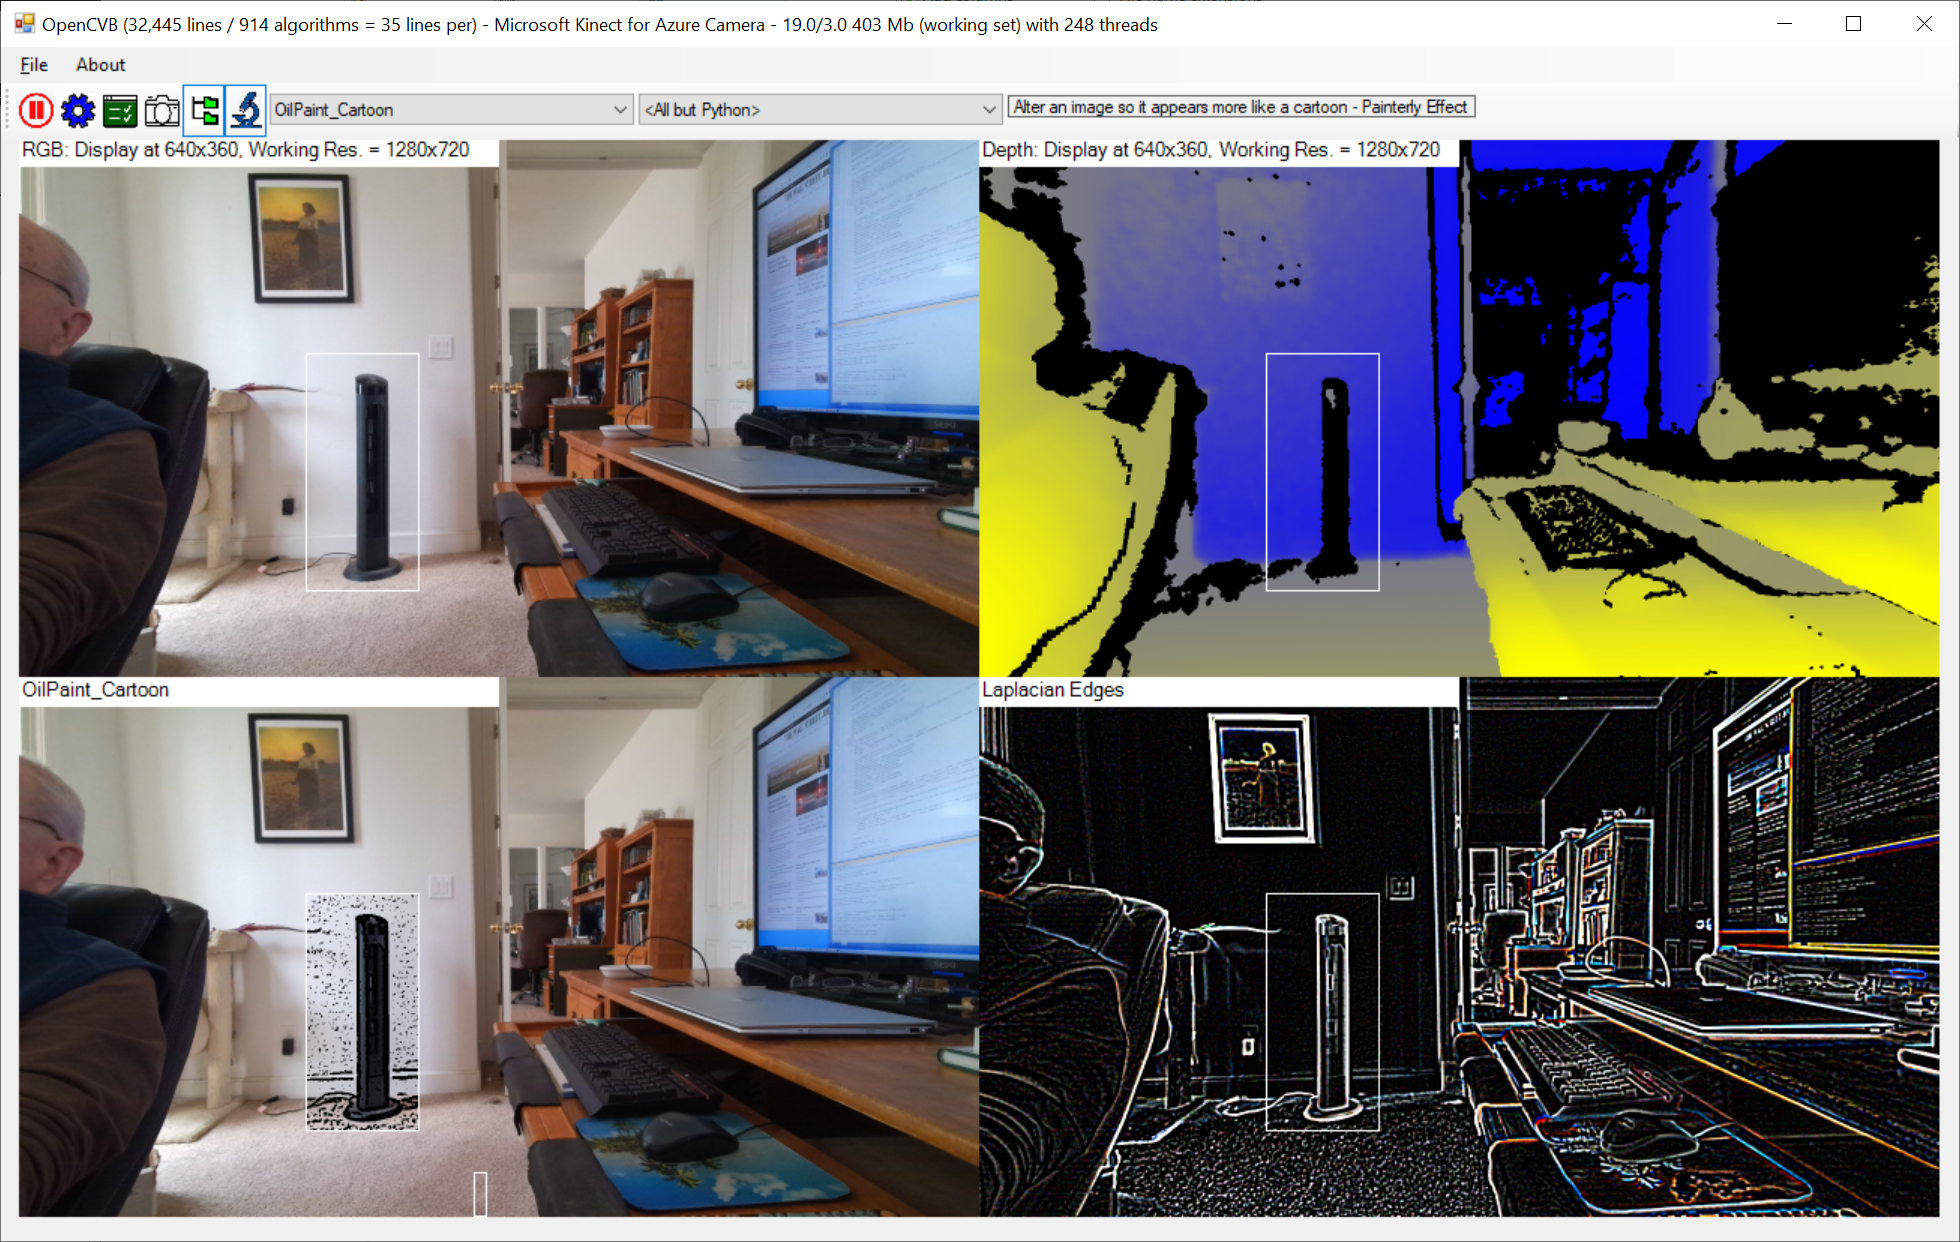 OpenCVB (32,445 lines / 914 algorithms = 35 lines per) - Microsoft Kinect for Azure Camera - 19.0/3.0 403 Mb (working set) with 248 threads
File About
OilPaint_Cartoon <All but Python> Alter an image so it appears more like a cartoon - Painterly Effect
RGB: Display at 640x360, Working Res. = 1280x720
Depth: Display at 640x360, Working Res. = 1280x720
OilPaint_Cartoon
Laplacian Edges